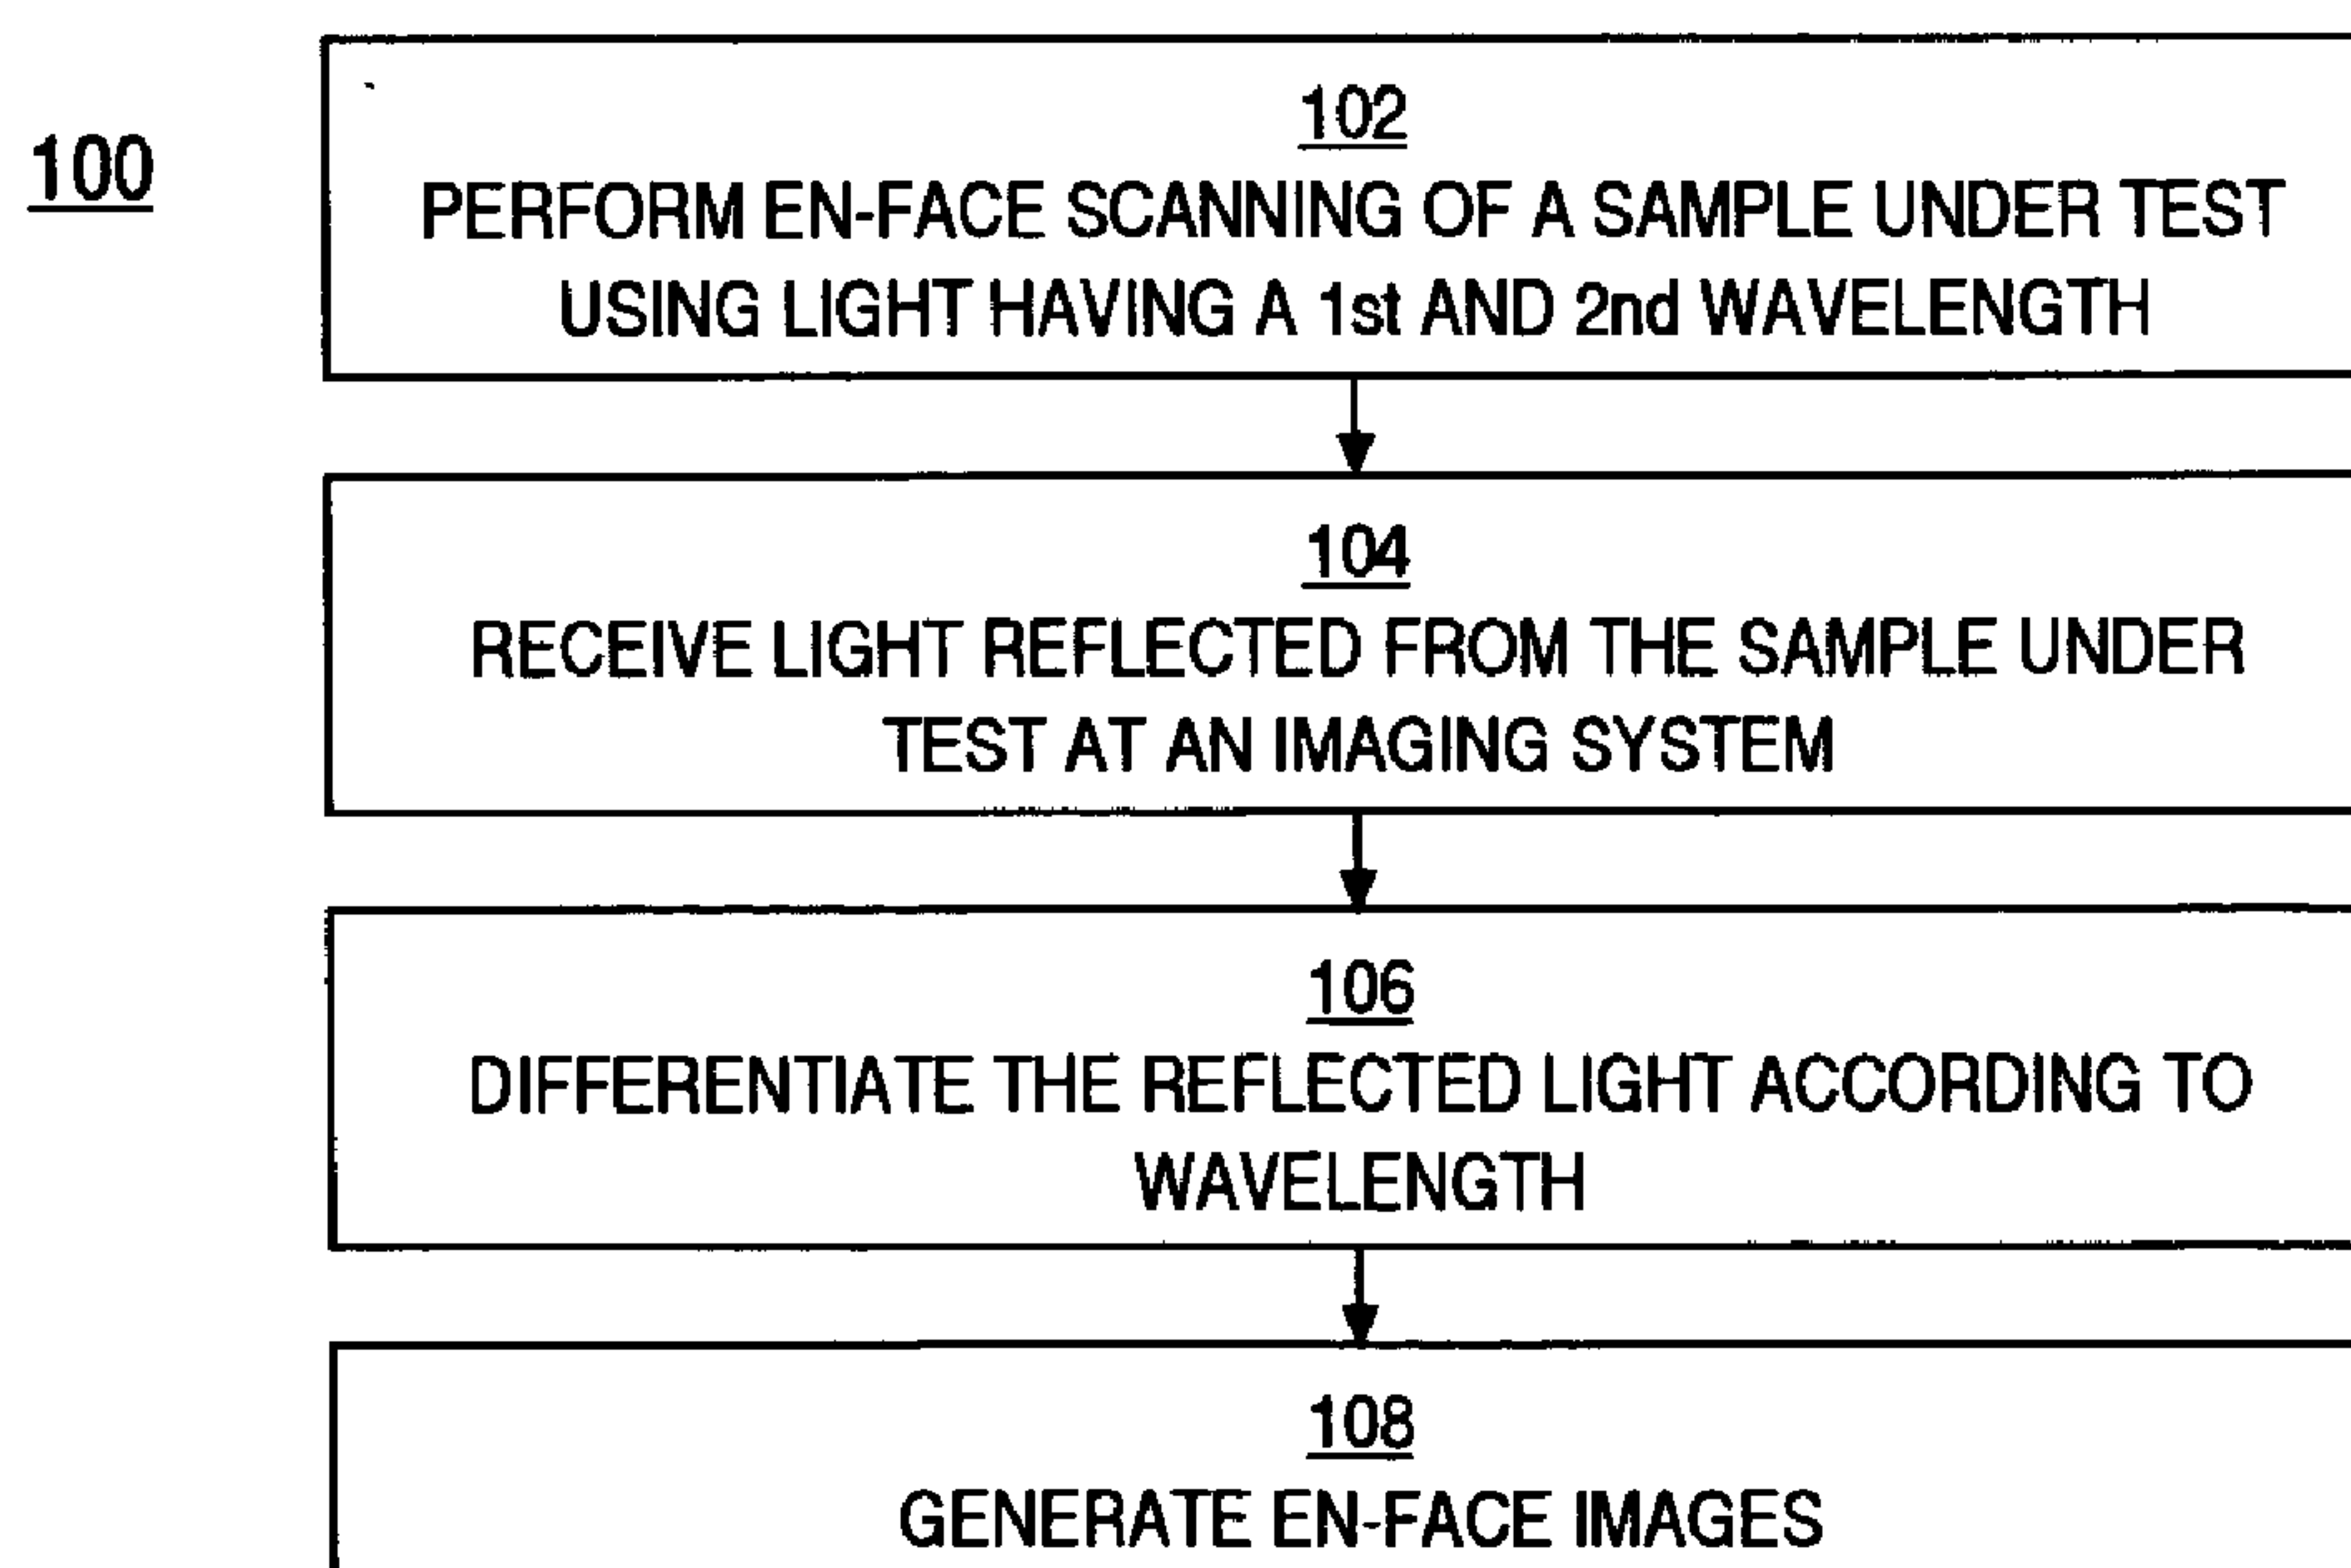 100
102
PERFORM EN-FACE SCANNING OF A SAMPLE UNDER TEST
USING LIGHT HAVING A 1st AND 2nd WAVELENGTH
104
RECEIVE LIGHT REFLECTED FROM THE SAMPLE UNDER
TEST AT AN IMAGING SYSTEM
106
DIFFERENTIATE THE REFLECTED LIGHT ACCORDING TO
WAVELENGTH
108
GENERATE EN-FACE IMAGES